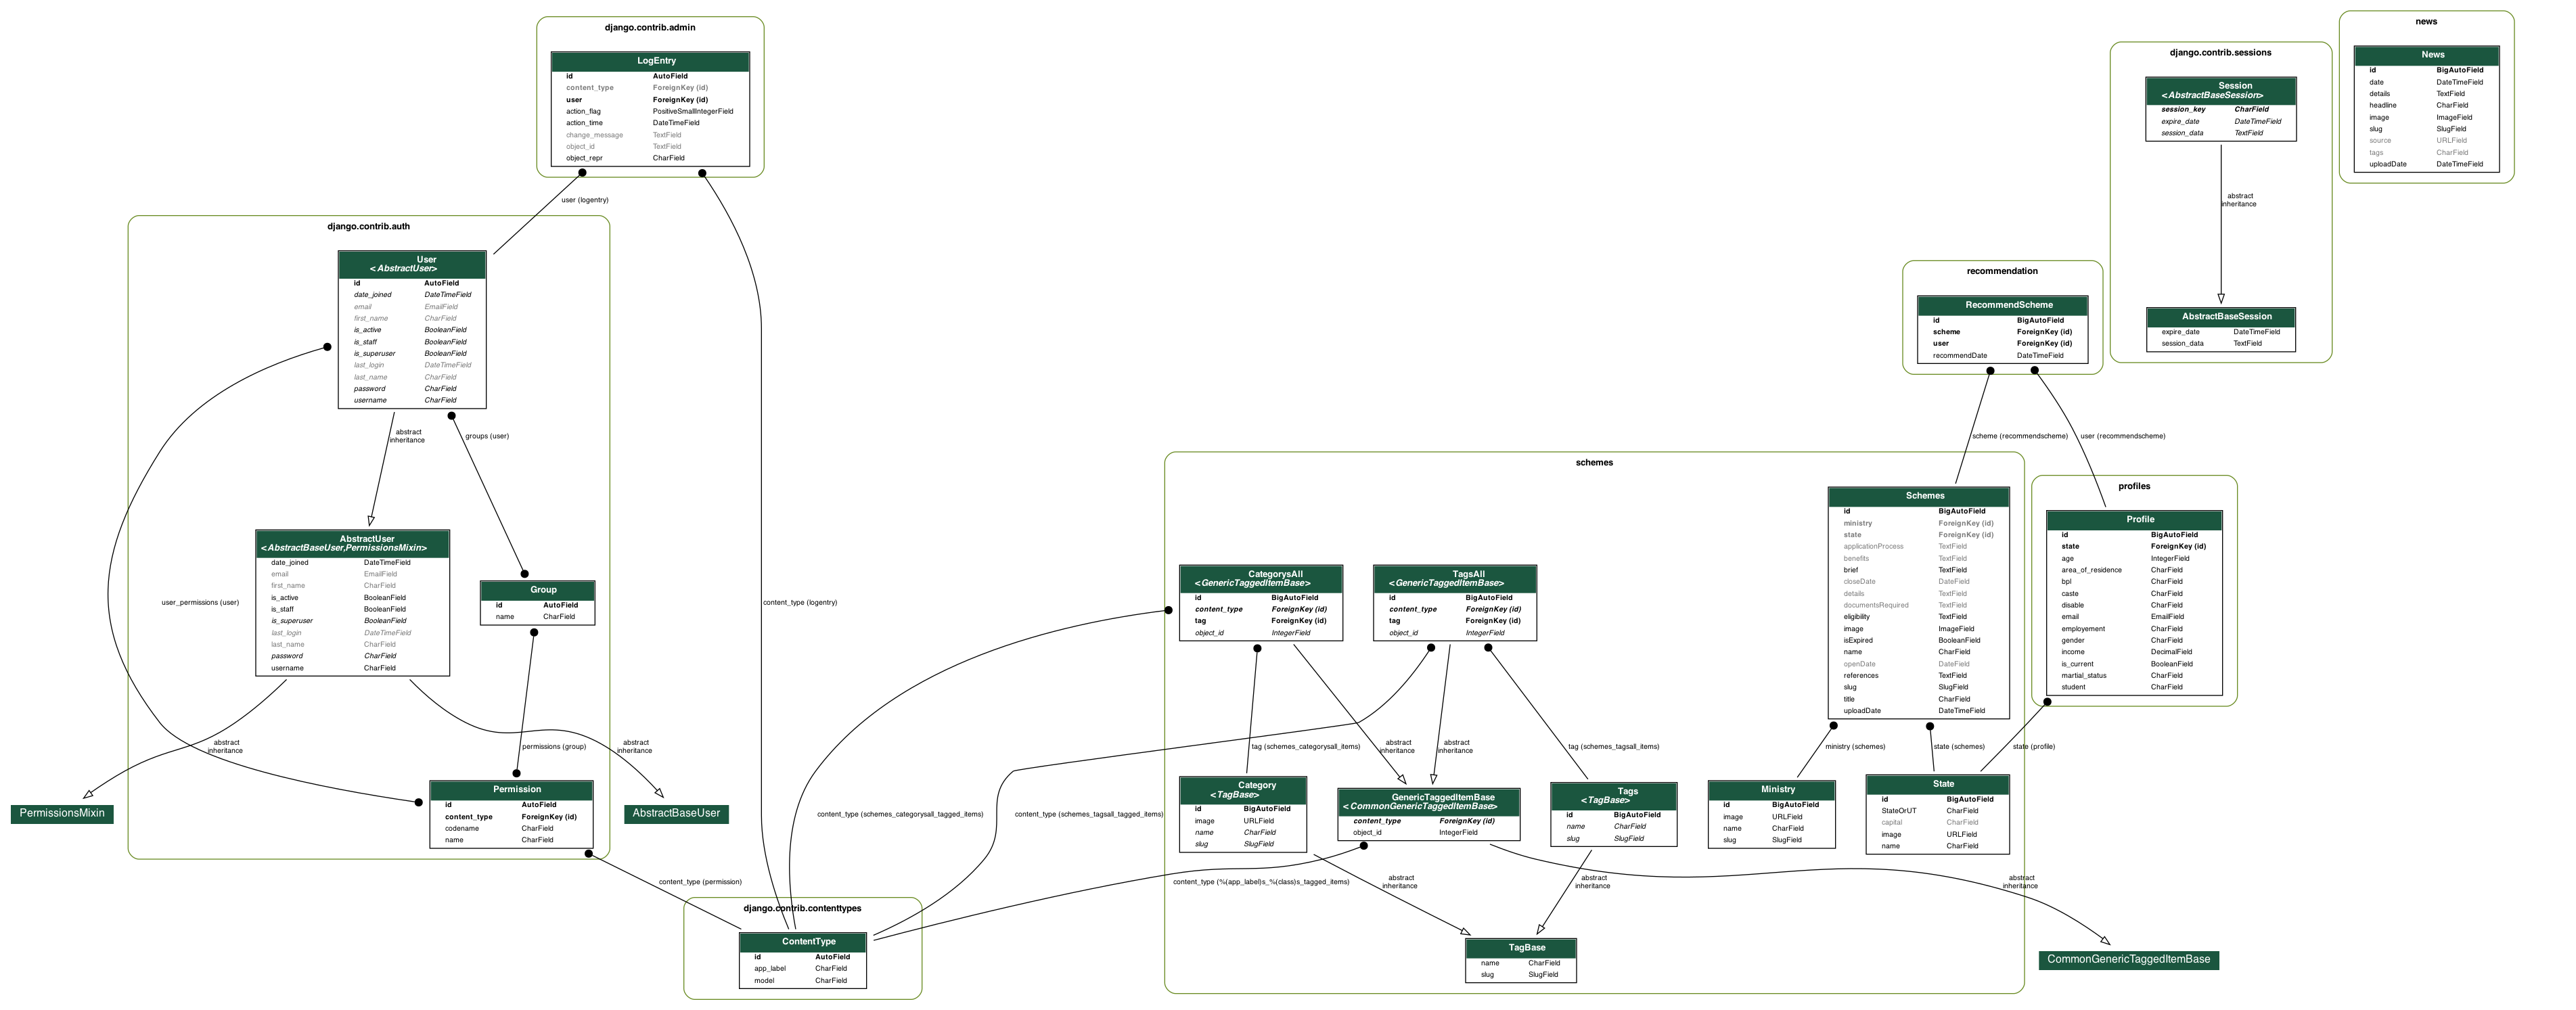 django.contrib.admin
LogEntry
id AutoField
content_type ForeignKey (id)
user ForeignKey (id)
action_flag PositiveSmallIntegerField
action_time DateTimeField
change_message TextField
object_id TextField
object_repr CharField
user (logentry)
content_type (logentry)
django.contrib.auth
User
<AbstractUser>
id AutoField
date_joined DateTimeField
email EmailField
first_name CharField
is_active BooleanField
is_staff BooleanField
is_superuser BooleanField
last_login DateTimeField
last_name CharField
password CharField
username CharField
abstract
inheritance
groups (user)
user_permissions (user)
AbstractUser
<AbstractBaseUser,PermissionsMixin>
date_joined DateTimeField
email EmailField
first_name CharField
is_active BooleanField
is_staff BooleanField
is_superuser BooleanField
last_login DateTimeField
last_name CharField
password CharField
username CharField
Group
id AutoField
name CharField
abstract
inheritance
permissions (group)
abstract
inheritance
PermissionsMixin
Permission
id AutoField
content_type ForeignKey (id)
codename CharField
name CharField
AbstractBaseUser
content_type (permission)
django.contrib.contenttypes
ContentType
id AutoField
app_label CharField
model CharField
content_type (schemes_categorysall_tagged_items)
content_type (schemes_tagsall_tagged_items)
content_type (%(app_label)s_%(class)s_tagged_items)
schemes
CategorysAll
<GenericTaggedItemBase>
id BigAutoField
content_type ForeignKey (id)
tag ForeignKey (id)
object_id IntegerField
TagsAll
<GenericTaggedItemBase>
id BigAutoField
content_type ForeignKey (id)
tag ForeignKey (id)
object_id IntegerField
tag (schemes_categorysall_items)
abstract
inheritance
abstract
inheritance
tag (schemes_tagsall_items)
Category
<TagBase>
id BigAutoField
image URLField
name CharField
slug SlugField
GenericTaggedItemBase
<CommonGenericTaggedItemBase>
content_type ForeignKey (id)
object_id IntegerField
Tags
<TagBase>
id BigAutoField
name CharField
slug SlugField
abstract
inheritance
abstract
inheritance
abstract
inheritance
TagBase
name CharField
slug SlugField
CommonGenericTaggedItemBase
Schemes
id BigAutoField
ministry ForeignKey (id)
state ForeignKey (id)
applicationProcess TextField
benefits TextField
brief TextField
closeDate DateField
details TextField
documentsRequired TextField
eligibility TextField
image ImageField
isExpired BooleanField
name CharField
openDate DateField
references TextField
slug SlugField
title CharField
uploadDate DateTimeField
ministry (schemes)
state (schemes)
state (profile)
Ministry
id BigAutoField
image URLField
name CharField
slug SlugField
State
id BigAutoField
StateOrUT CharField
capital CharField
image URLField
name CharField
recommendation
RecommendScheme
id BigAutoField
scheme ForeignKey (id)
user ForeignKey (id)
recommendDate DateTimeField
scheme (recommendscheme)
user (recommendscheme)
profiles
Profile
id BigAutoField
state ForeignKey (id)
age IntegerField
area_of_residence CharField
bpl CharField
caste CharField
disable CharField
email EmailField
employement CharField
gender CharField
income DecimalField
is_current BooleanField
martial_status CharField
student CharField
django.contrib.sessions
Session
<AbstractBaseSession>
session_key CharField
expire_date DateTimeField
session_data TextField
abstract
inheritance
AbstractBaseSession
expire_date DateTimeField
session_data TextField
news
News
id BigAutoField
date DateTimeField
details TextField
headline CharField
image ImageField
slug SlugField
source URLField
tags CharField
uploadDate DateTimeField